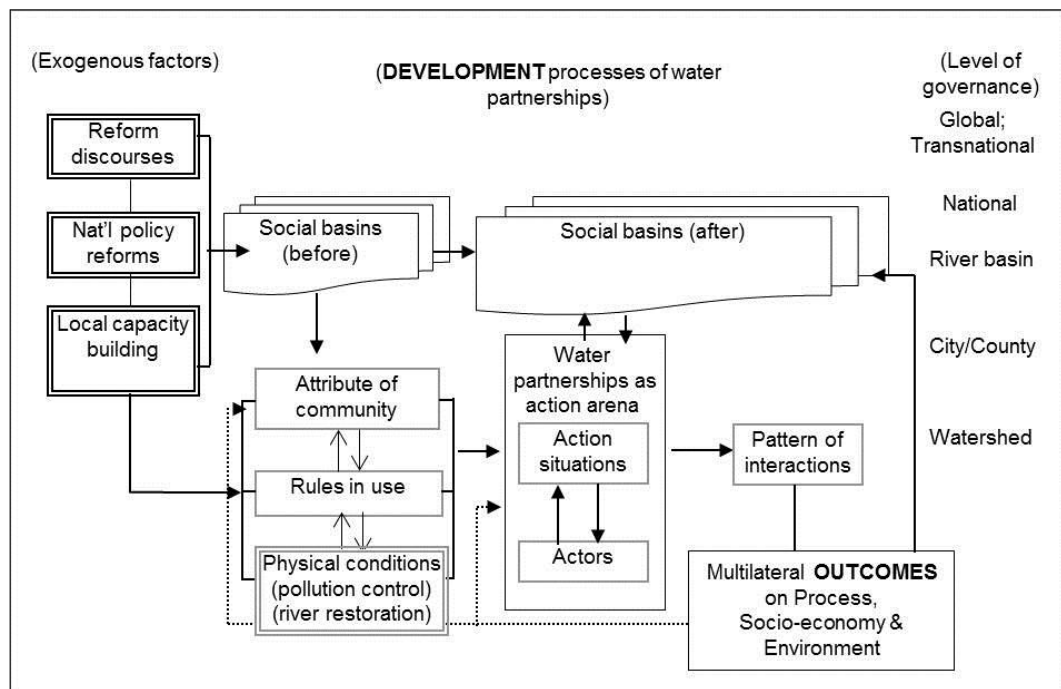 (Exogenous factors)
(DEVELOPMENT processes of water
partnerships)
(Level of
governance)
Global;
Transnational
National
River basin
City/County
Watershed
Reform
discourses
Nat'l policy
reforms
Local capacity
building
Social basins
(before)
Social basins (after)
Attribute of
community
Rules in use
Physical conditions
(pollution control)
(river restoration)
Water
partnerships as
action arena
Action
situations
Actors
Pattern of
interactions
Multilateral OUTCOMES
on Process,
Socio-economy &
Environment